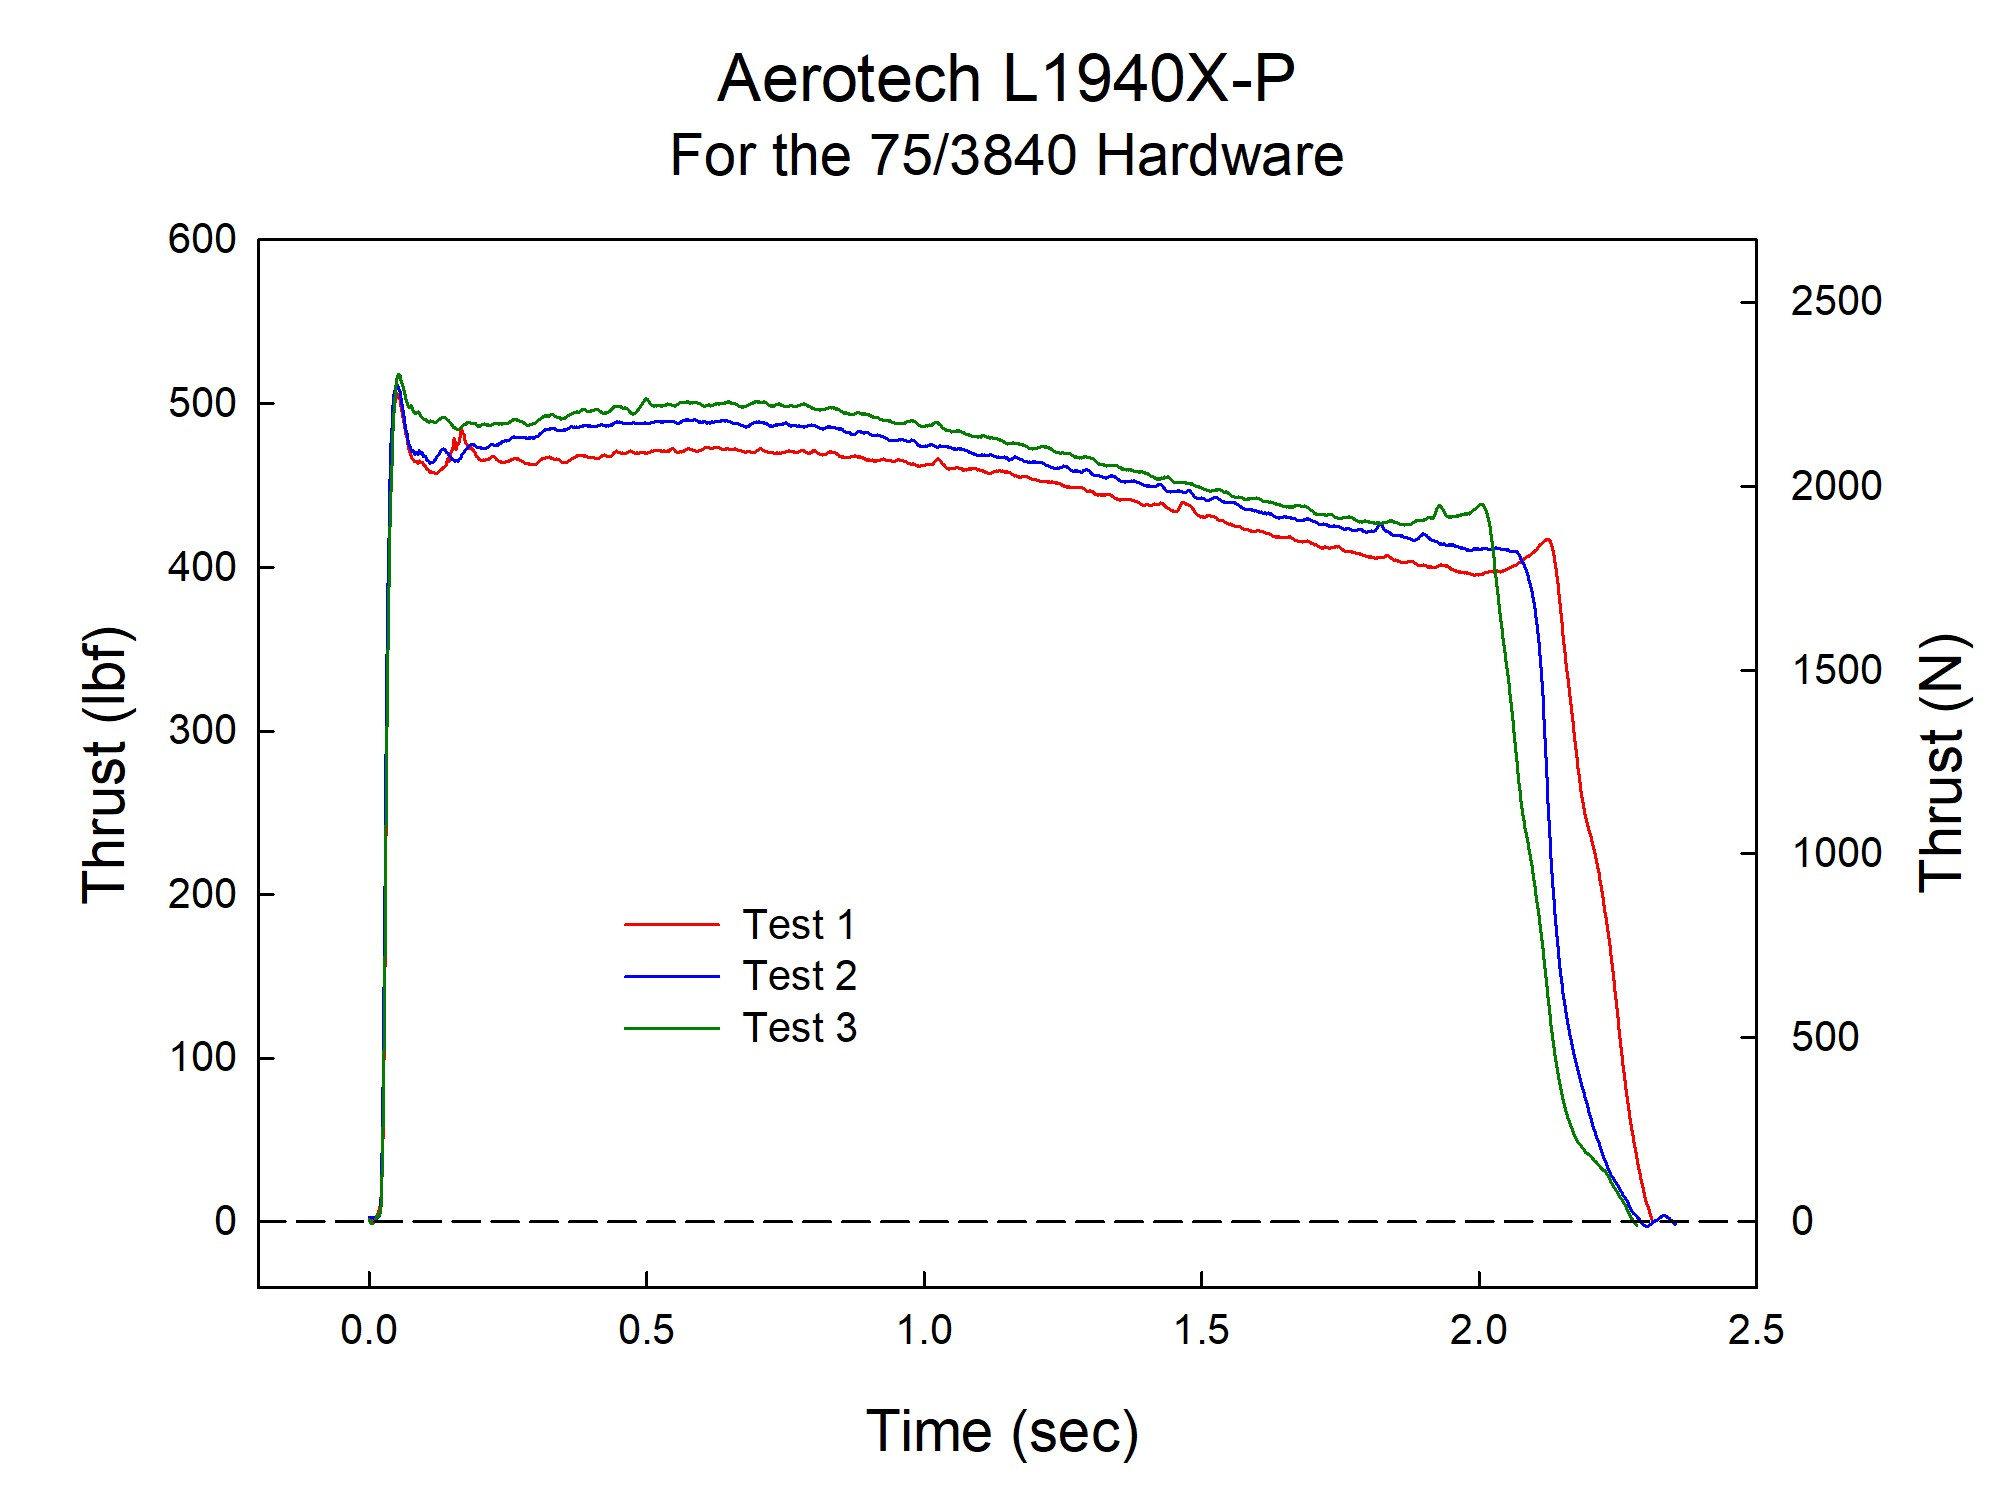 Aerotech L1940X-P
For the 75/3840 Hardware
600
500
400
300
200
100
0
Thrust (lbf)
2500
2000
1500
1000
500
0
Thrust (N)
Test 1
Test 2
Test 3
0.0 0.5 1.0 1.5 2.0 2.5
Time (sec)